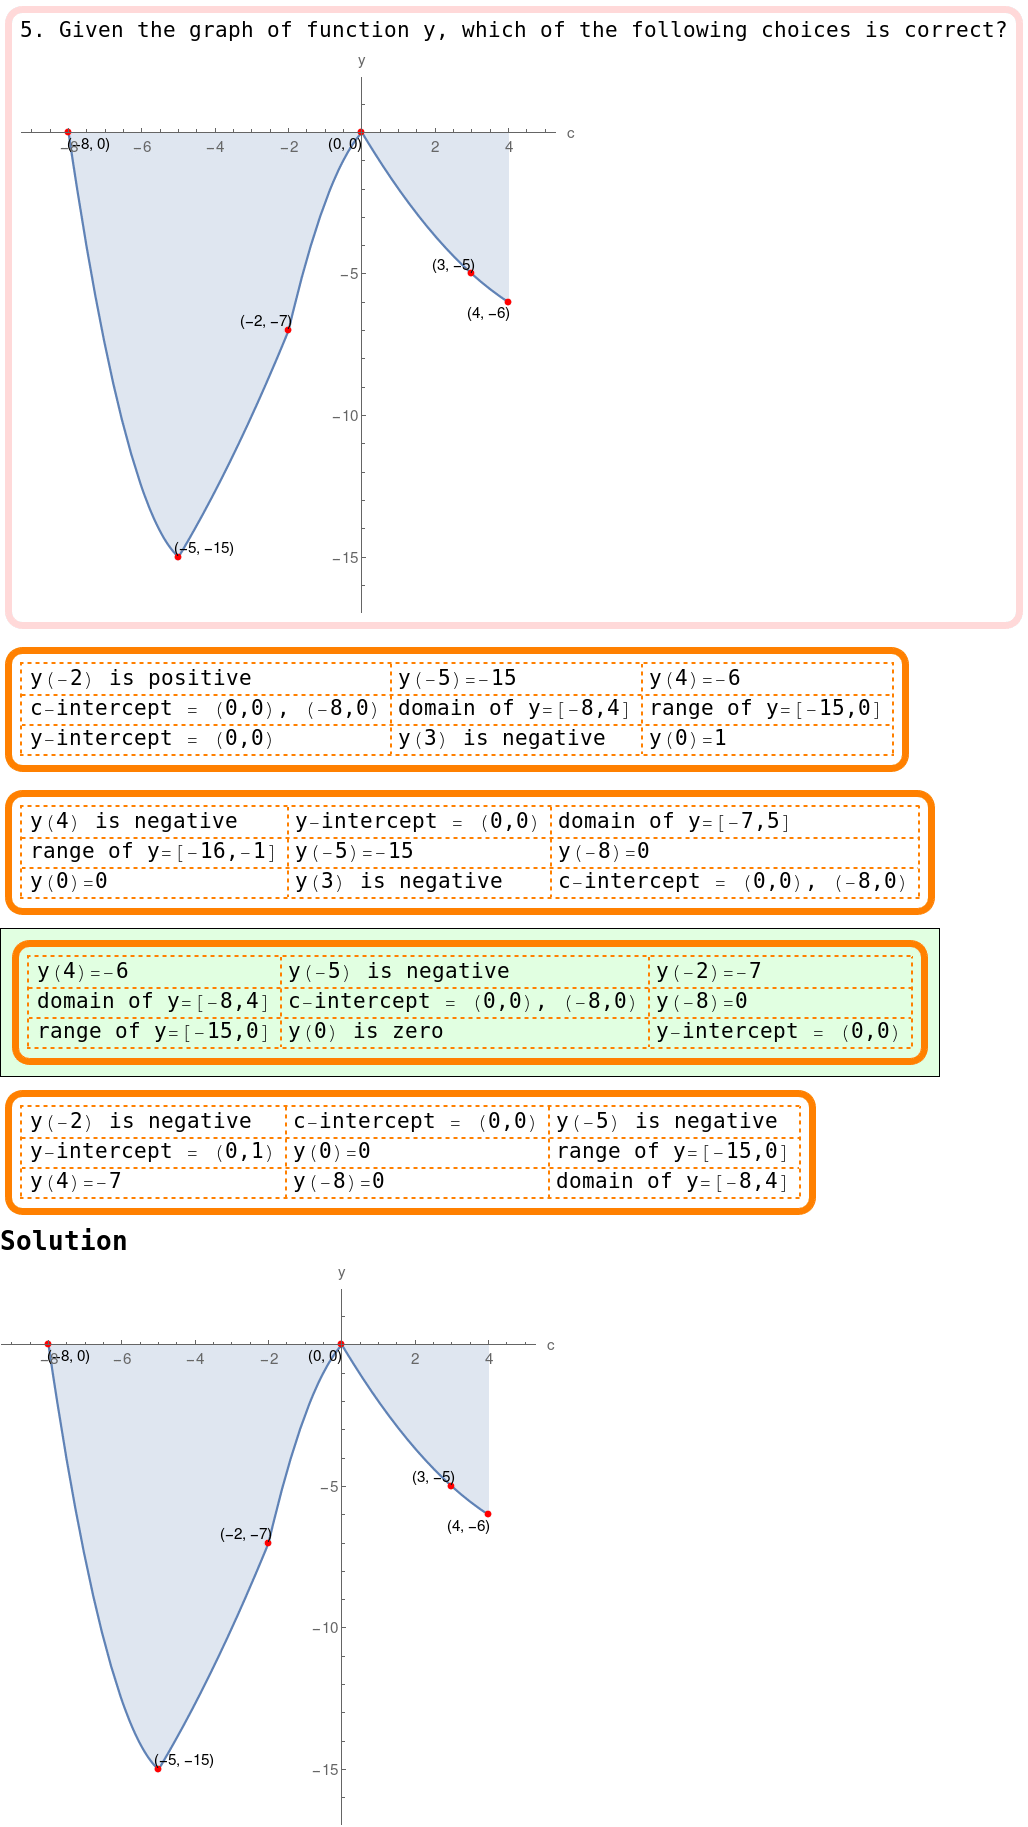 5. Given the graph of function y, which of the following choices is correct?
y
c
(−8, 0)
−8 −6 −4 −2 (0, 0) 2 4
(3, −5)
−5
(4, −6)
(−2, −7)
−10
(−5, −15)
−15
y(−2) is positive y(−5)=−15 y(4)=−6
c−intercept = (0,0), (−8,0) domain of y=[−8,4] range of y=[−15,0]
y−intercept = (0,0) y(3) is negative y(0)=1
y(4) is negative y−intercept = (0,0) domain of y=[−7,5]
range of y=[−16,−1] y(−5)=−15 y(−8)=0
y(0)=0 y(3) is negative c−intercept = (0,0), (−8,0)
y(4)=−6 y(−5) is negative y(−2)=−7
domain of y=[−8,4] c−intercept = (0,0), (−8,0) y(−8)=0
range of y=[−15,0] y(0) is zero y−intercept = (0,0)
y(−2) is negative c−intercept = (0,0) y(−5) is negative
y−intercept = (0,1) y(0)=0 range of y=[−15,0]
y(4)=−7 y(−8)=0 domain of y=[−8,4]
Solution
y
c
(−8, 0)
−8 −6 −4 −2 (0, 0) 2 4
(3, −5)
−5
(4, −6)
(−2, −7)
−10
(−5, −15)
−15